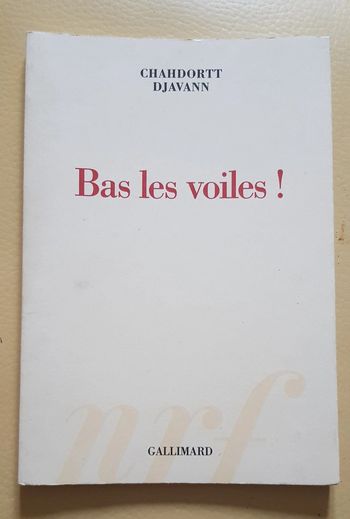 CHAHDORTT
DJAVANN
Bas les voiles !
nrf
GALLIMARD